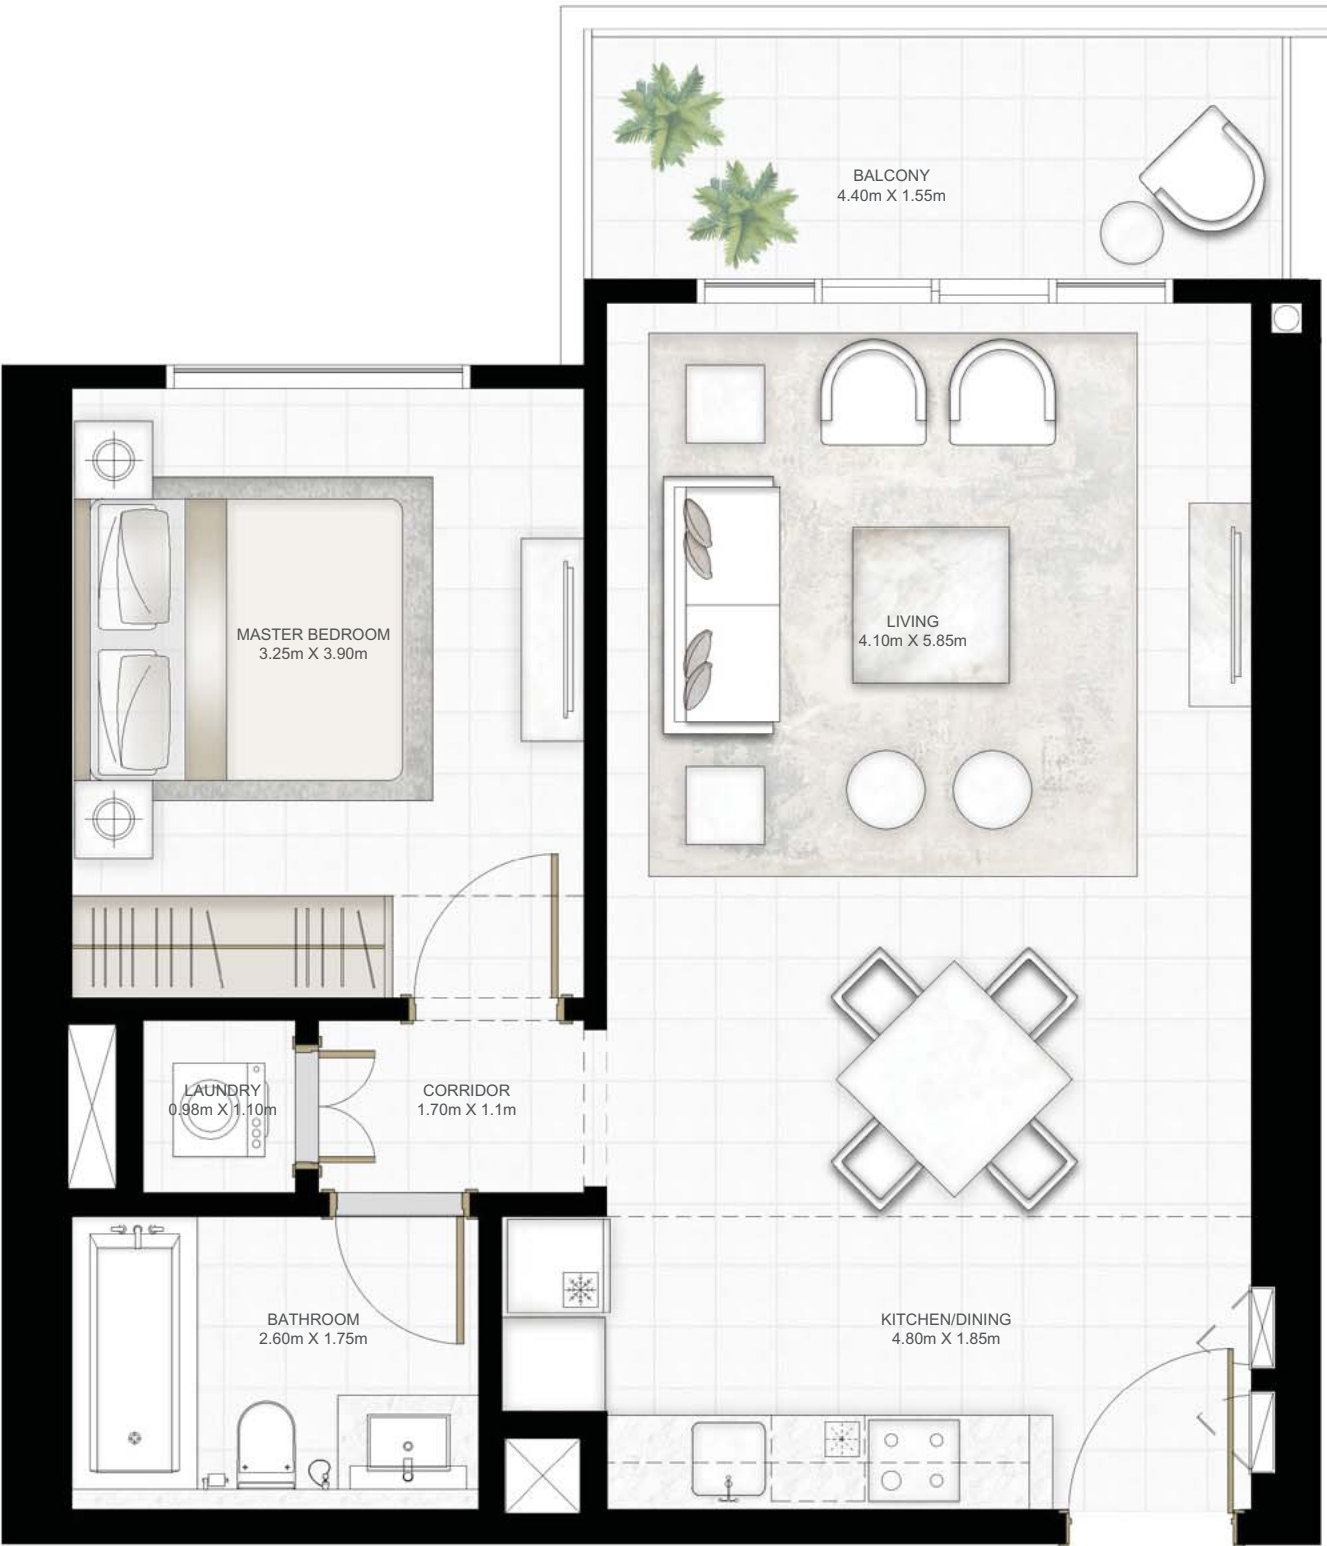 BALCONY
4.40m X 1.55m
MASTER BEDROOM
3.25m X 3.90m
LIVING
4.10m X 5.85m
LAUNDRY
0.98m X 1.10m
CORRIDOR
1.70m X 1.1m
BATHROOM
2.60m X 1.75m
KITCHEN/DINING
4.80m X 1.85m